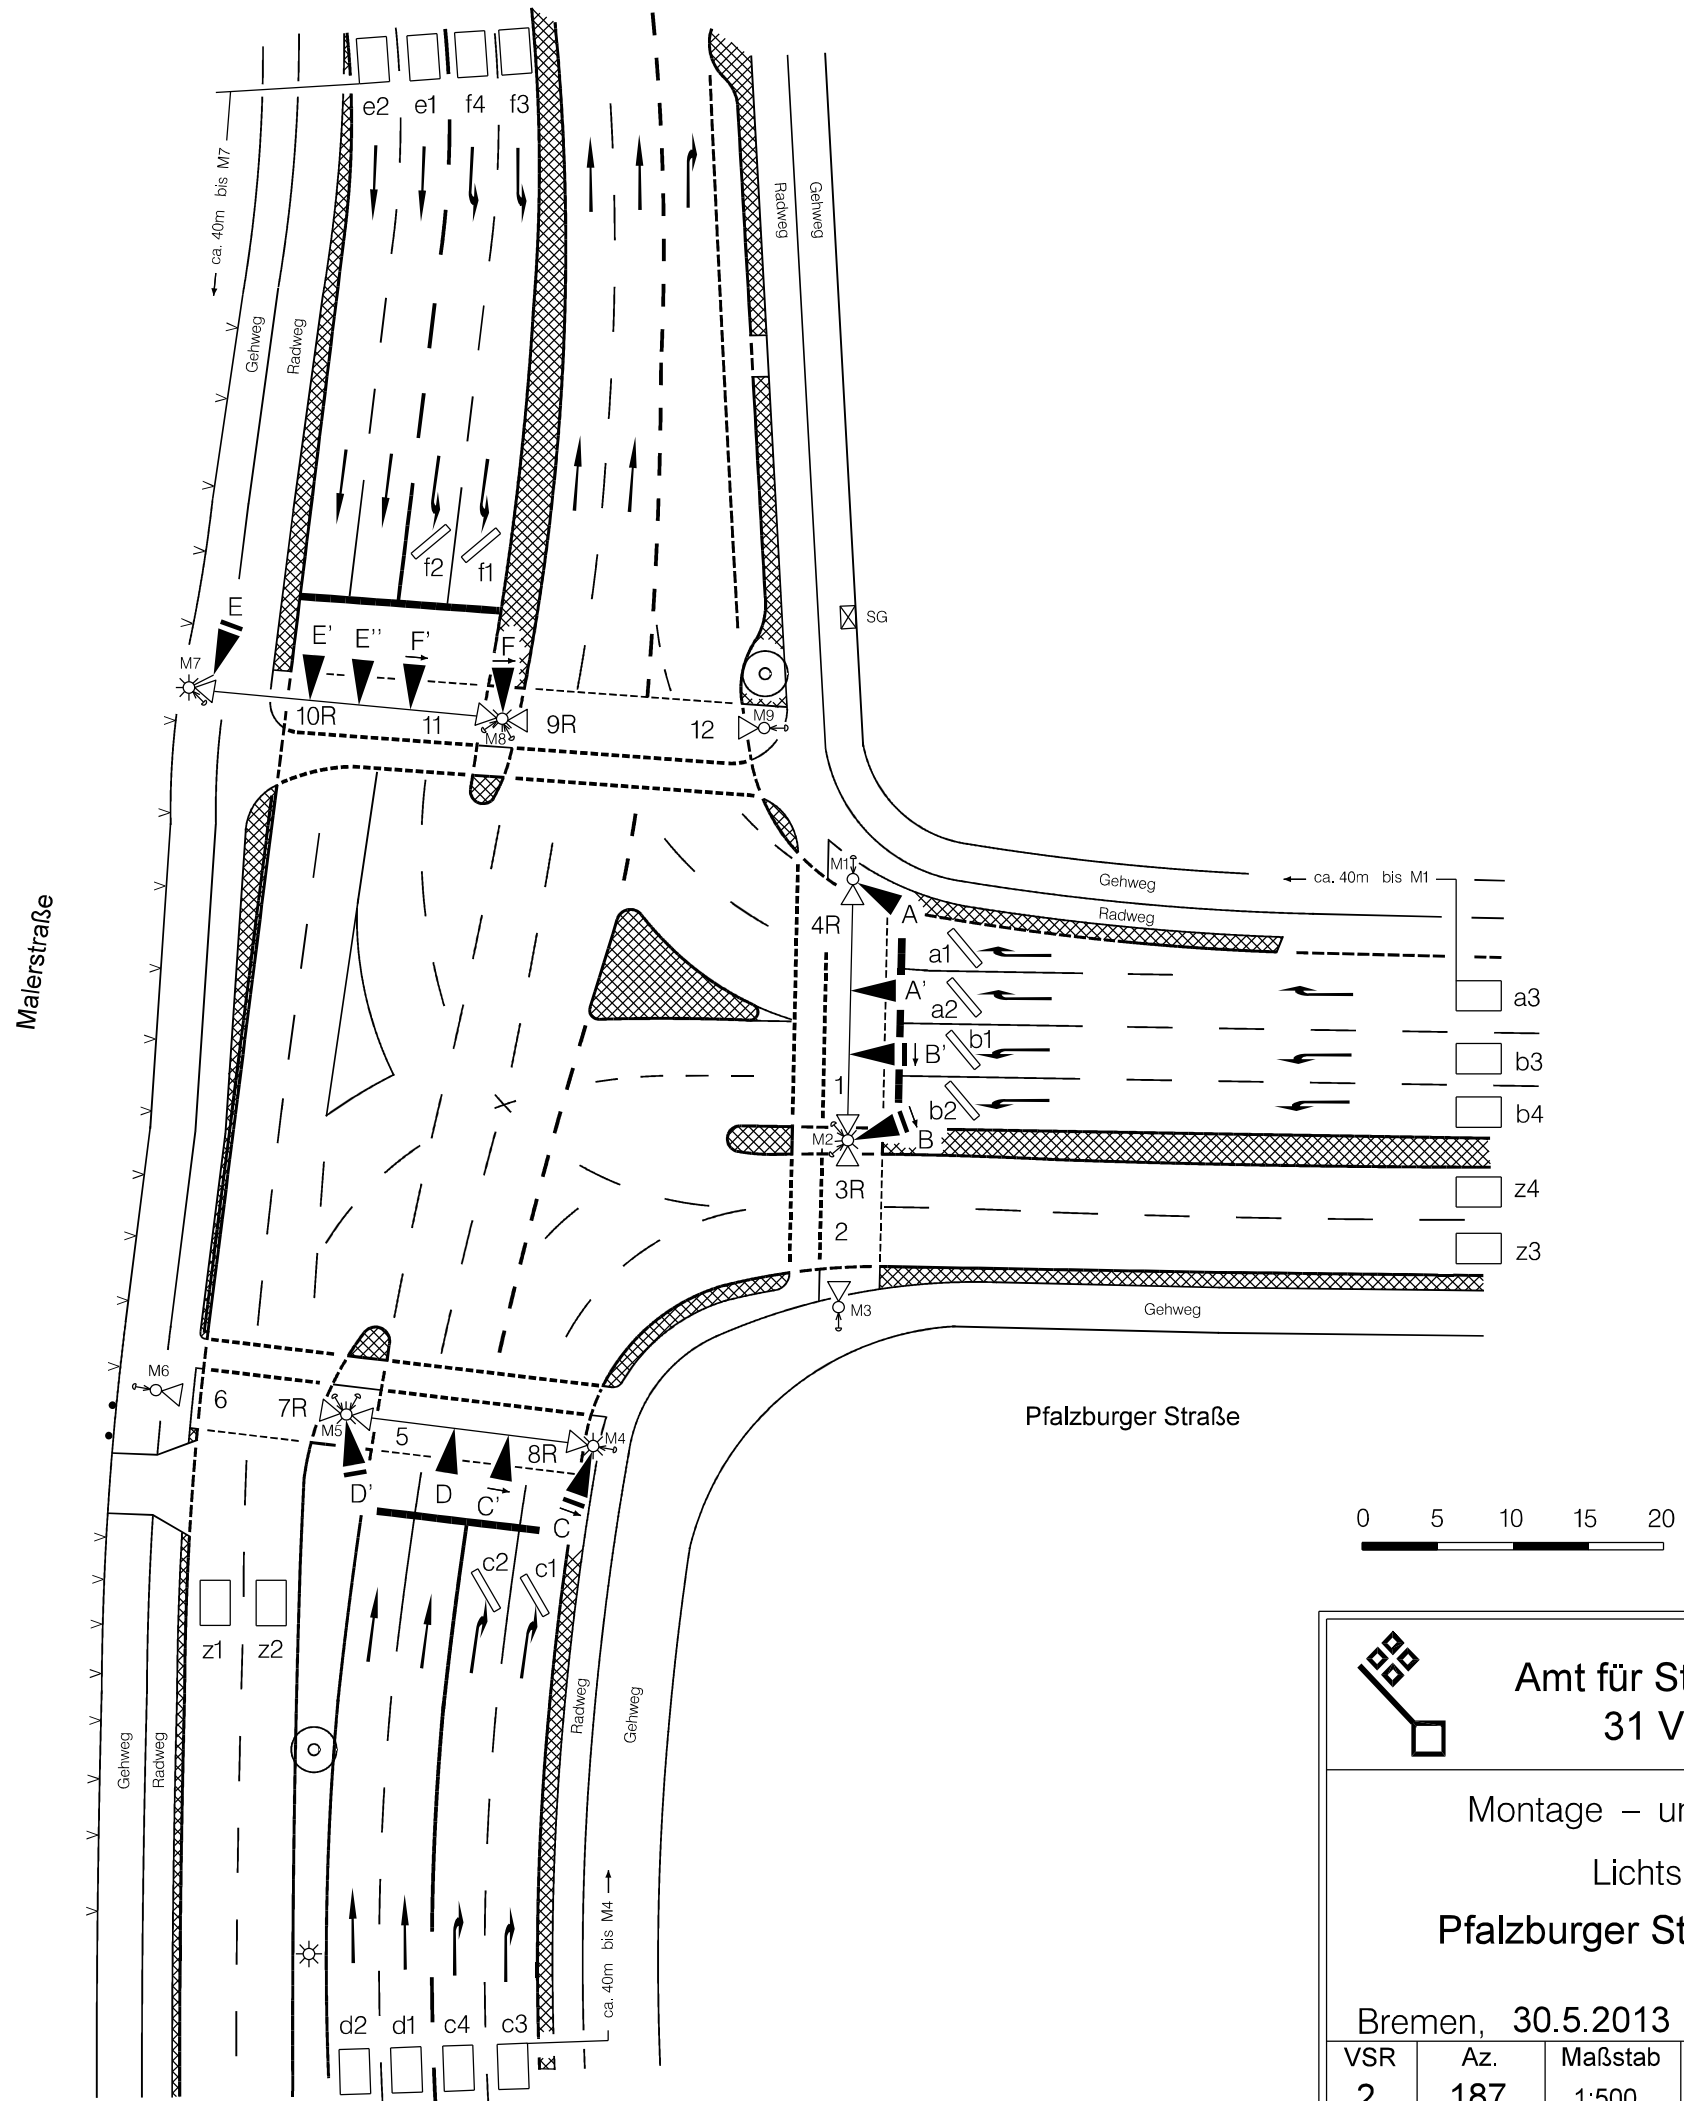 e2 e1 f4 f3
ca. 40m bis M7
Radweg
Gehweg
Gehweg
Radweg
f2 f1
E
SG
E' E'' F' F
M7
10R 11 M8 9R 12 M9
M1
Gehweg
ca. 40m bis M1
Radweg
4R
A
a1
A'
a2
a3
b1
B'
b3
1
b2
b4
M2
B
Malerstraße
3R
z4
2
z3
M3
Gehweg
M6
6 7R M5 5 8R M4
Pfalzburger Straße
D' D C' C
0 5 10 15 20
c2 c1
z1 z2
Gehweg
Radweg
Radweg
Gehweg
ca. 40m bis M4
d2 d1 c4 c3
Amt für St
31 V
Montage – ur
Lichts
Pfalzburger St
Bremen, 30.5.2013
VSR Az. Maßstab
2 187 1:500